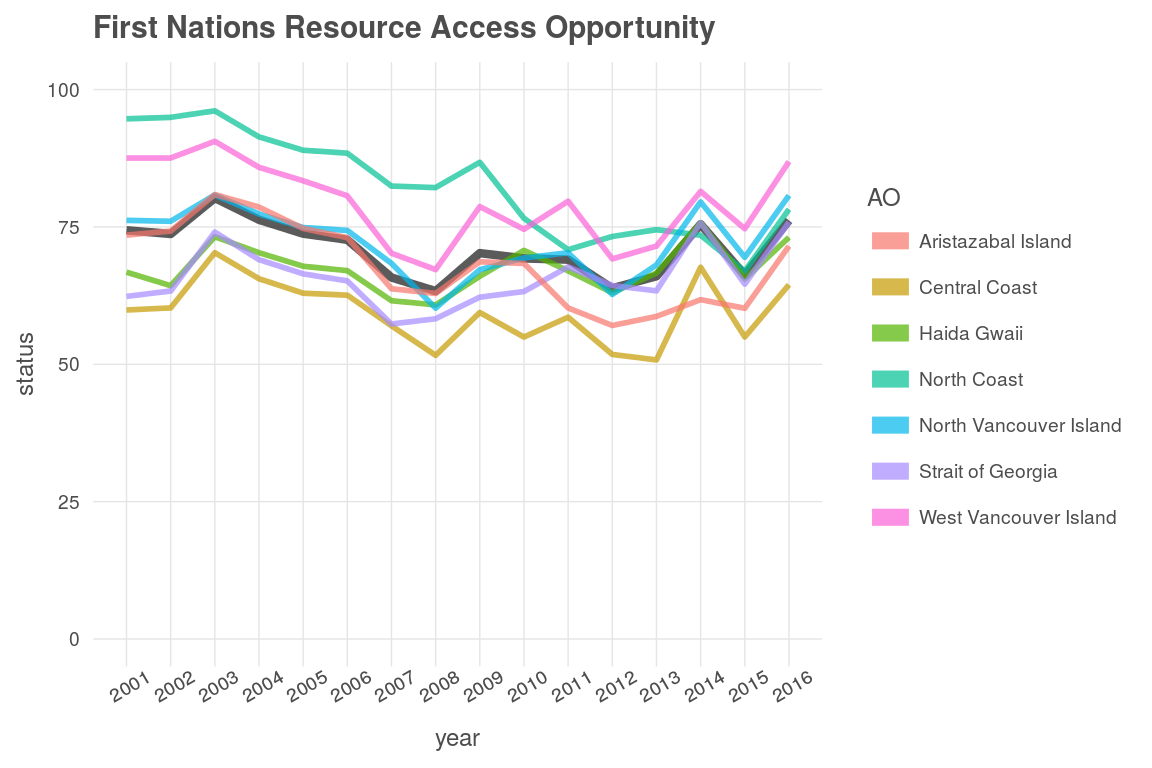 First Nations Resource Access Opportunity
100
75
50
25
0
status
2001 2002 2003 2004 2005 2006 2007 2008 2009 2010 2011 2012 2013 2014 2015 2016
year
AO
Aristazabal Island
Central Coast
Haida Gwaii
North Coast
North Vancouver Island
Strait of Georgia
West Vancouver Island